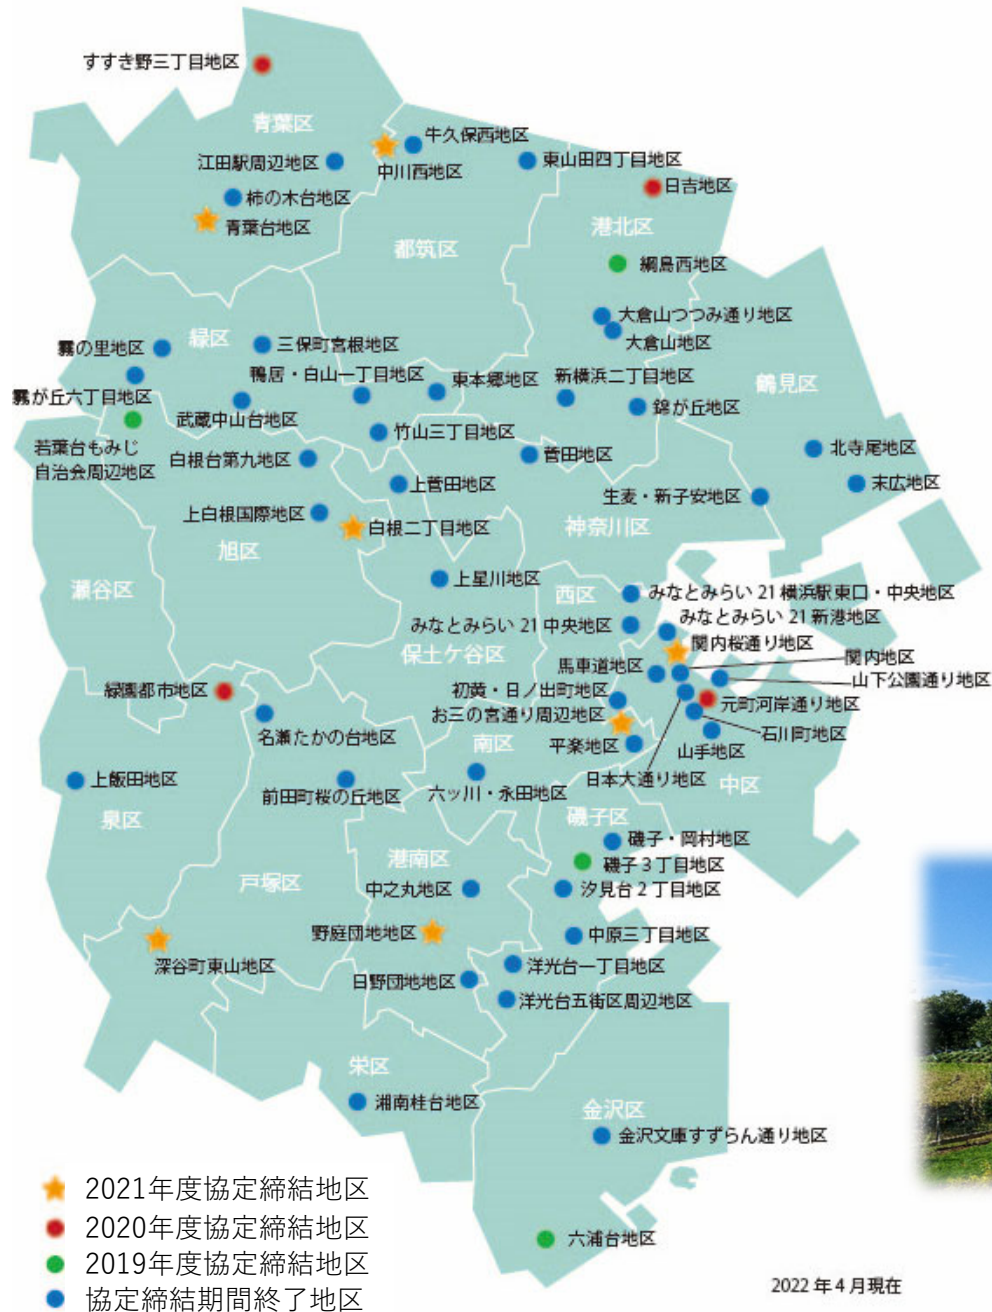 すすき野三丁目地区
青葉区
牛久保西地区
江田駅周辺地区
中川西地区
東山田四丁目地区
柿の木台地区
日吉地区
青葉台地区
港北区
都筑区
綱島西地区
大倉山つつみ通り地区
緑区
霧の里地区
三保町宮根地区
大倉山地区
鴨居・白山一丁目地区
東本郷地区
新横浜二丁目地区
鶴見区
霧が丘六丁目地区
武蔵中山台地区
錦が丘地区
若葉台もみじ
自治会周辺地区
竹山三丁目地区
白根台第九地区
菅田地区
北寺尾地区
上菅田地区
末広地区
生麦・新子安地区
上白根国際地区
白根二丁目地区
神奈川区
旭区
瀬谷区
上星川地区
西区
みなとみらい21横浜駅東口・中央地区
みなとみらい21新港地区
みなとみらい21中央地区
関内桜通り地区
保土ケ谷区
関内地区
馬車道地区
山下公園通り地区
緑園都市地区
初黄・日ノ出町地区
元町河岸通り地区
お三の宮通り周辺地区
石川町地区
名瀬たかの台地区
南区
平楽地区
山手地区
上飯田地区
日本大通り地区
中区
前田町桜の丘地区
六ッ川・永田地区
泉区
磯子区
磯子・岡村地区
港南区
磯子3丁目地区
戸塚区
中之丸地区
汐見台2丁目地区
野庭団地地区
中原三丁目地区
深谷町東山地区
洋光台一丁目地区
日野団地地区
洋光台五街区周辺地区
栄区
湘南桂台地区
金沢区
金沢文庫すずらん通り地区
六浦台地区
2021年度協定締結地区
2020年度協定締結地区
2019年度協定締結地区
協定締結期間終了地区
2022年4月現在